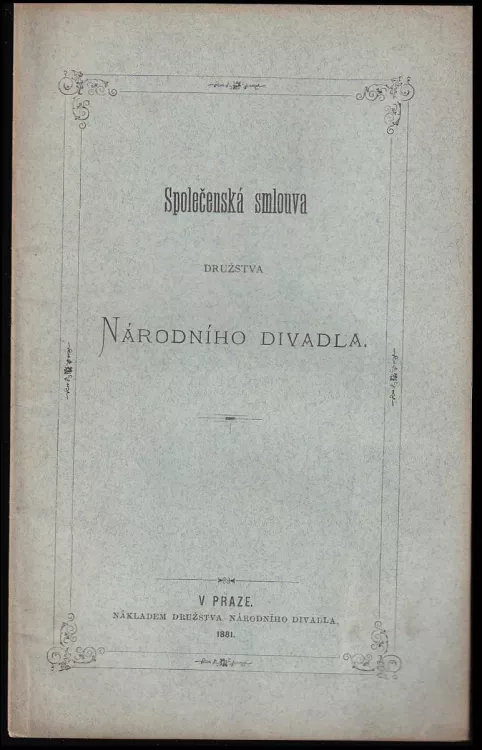 Společenská smlouva
DRUŽSTVA
NÁRODNÍHO DIVADLA.
V PRAZE.
NÁKLADEM DRUŽSTVA NÁRODNÍHO DIVADLA,
1881.